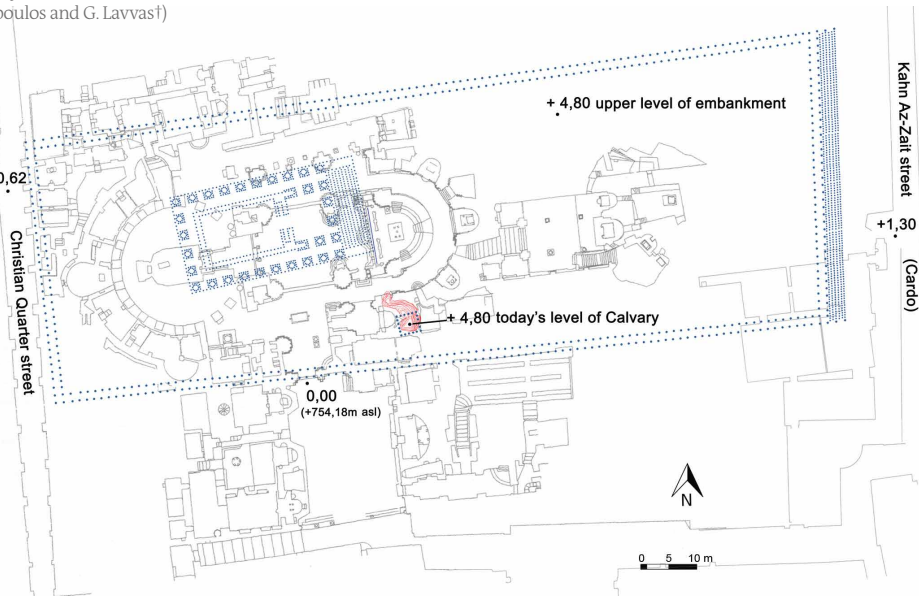 poulos and G. Lavvas†)
+ 4,80 upper level of embankment
Kahn Az-Zait street
0,62
+1,30
(Cardo)
Christian Quarter street
+ 4,80 today's level of Calvary
0,00
(+754,18m asl)
N
0 5 10 m